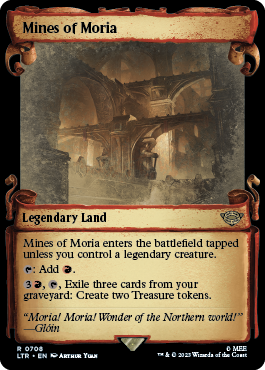 Mines of Moria
Legendary Land
Mines of Moria enters the battlefield tapped
unless you control a legendary creature.
: Add .
3, , Exile three cards from your
graveyard: Create two Treasure tokens.
“Moria! Moria! Wonder of the Northern world!”
—Glóin
R 0708
LTR • EN Arthur Yuan
& MEE
™ & © 2023 Wizards of the Coast